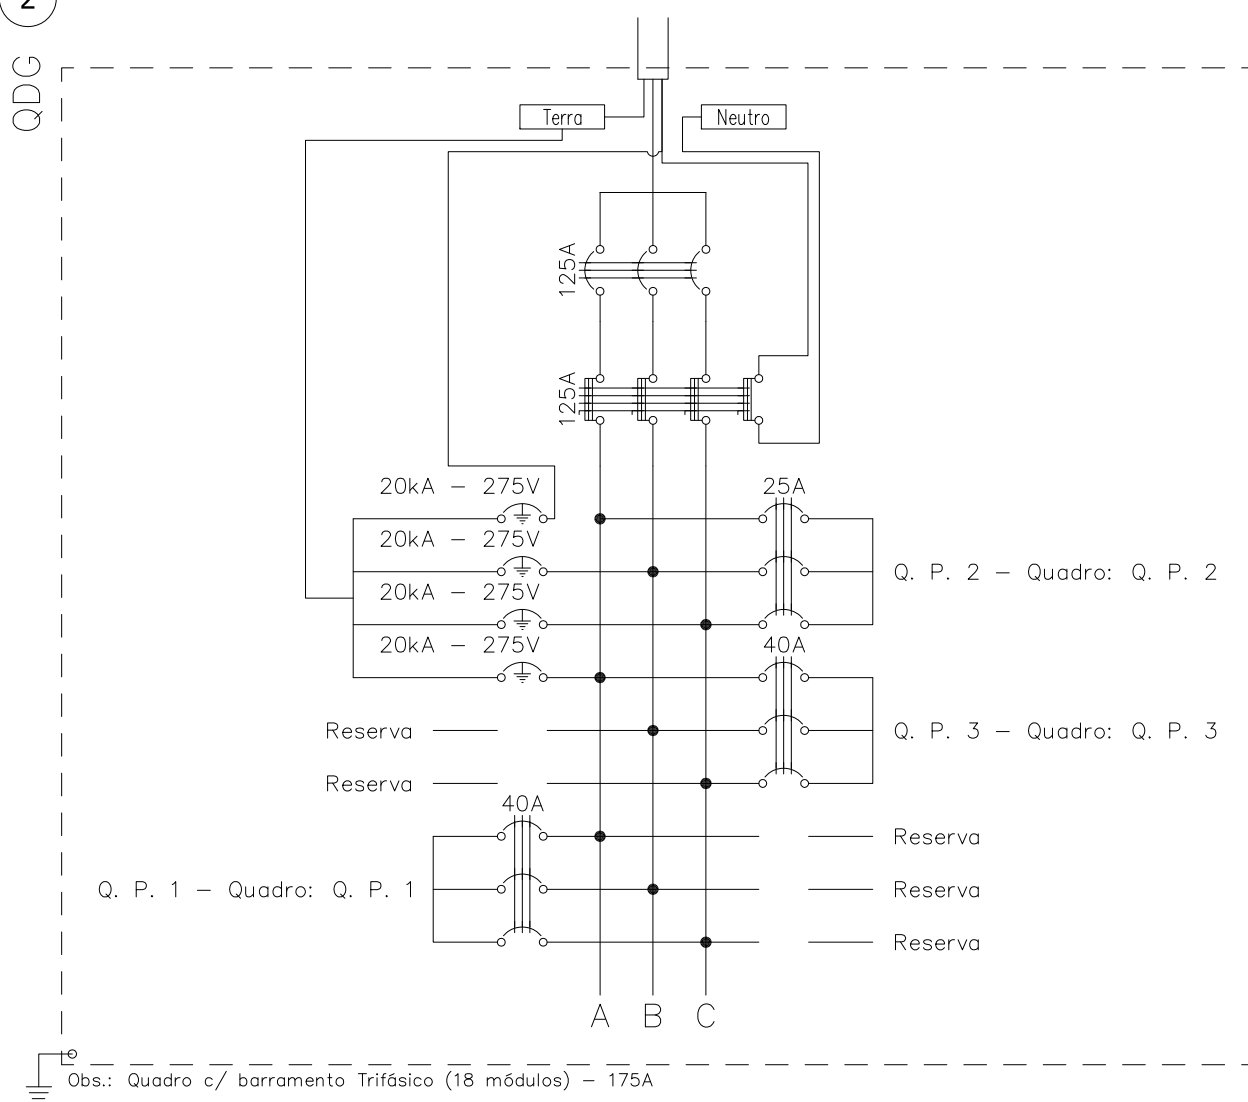 2
QDG
Terra
Neutro
125A
125A
20kA - 275V
25A
20kA - 275V
Q. P. 2 - Quadro: Q. P. 2
20kA - 275V
20kA - 275V
40A
Reserva
Q. P. 3 - Quadro: Q. P. 3
Reserva
40A
Reserva
Q. P. 1 - Quadro: Q. P. 1
Reserva
Reserva
A B C
Obs.: Quadro c/ barramento Trifásico (18 módulos) - 175A